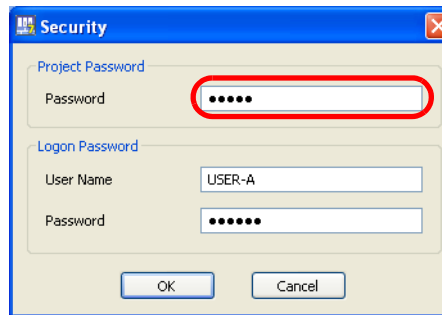 Security
Project Password
Password •••••
Logon Password
User Name USER-A
Password ••••••
OK Cancel